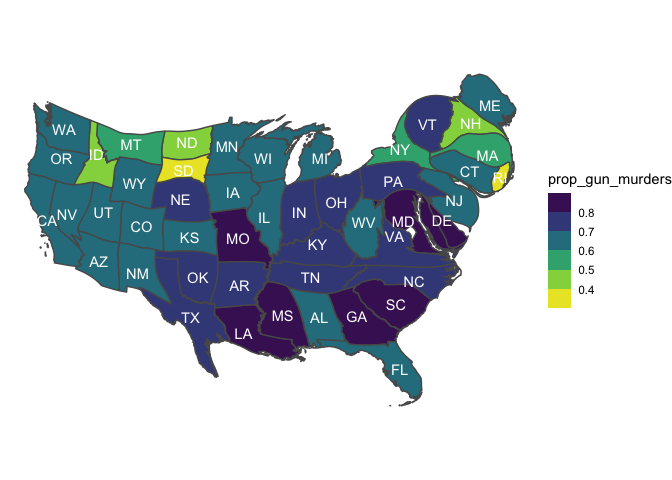 ME
WA
VT
NH
MT
ND
MN
NY
MA
OR
ID
WI
MI
SD
CT
RI
WY
PA
NE
IA
OH
NJ
NV
UT
IL
IN
CA
CO
WV
MD
DE
KS
MO
KY
VA
AZ
NM
OK
TN
NC
AR
TX
MS
AL
GA
SC
LA
FL
prop_gun_murders
0.8
0.7
0.6
0.5
0.4